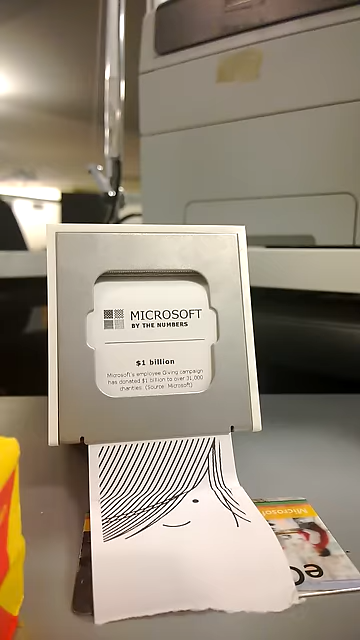 MICROSOFT
BY THE NUMBERS
$1 billion
Microsoft's employee Giving campaign
has donated $1 billion to over 31,000
charities. (Source: Microsoft)
Microsof